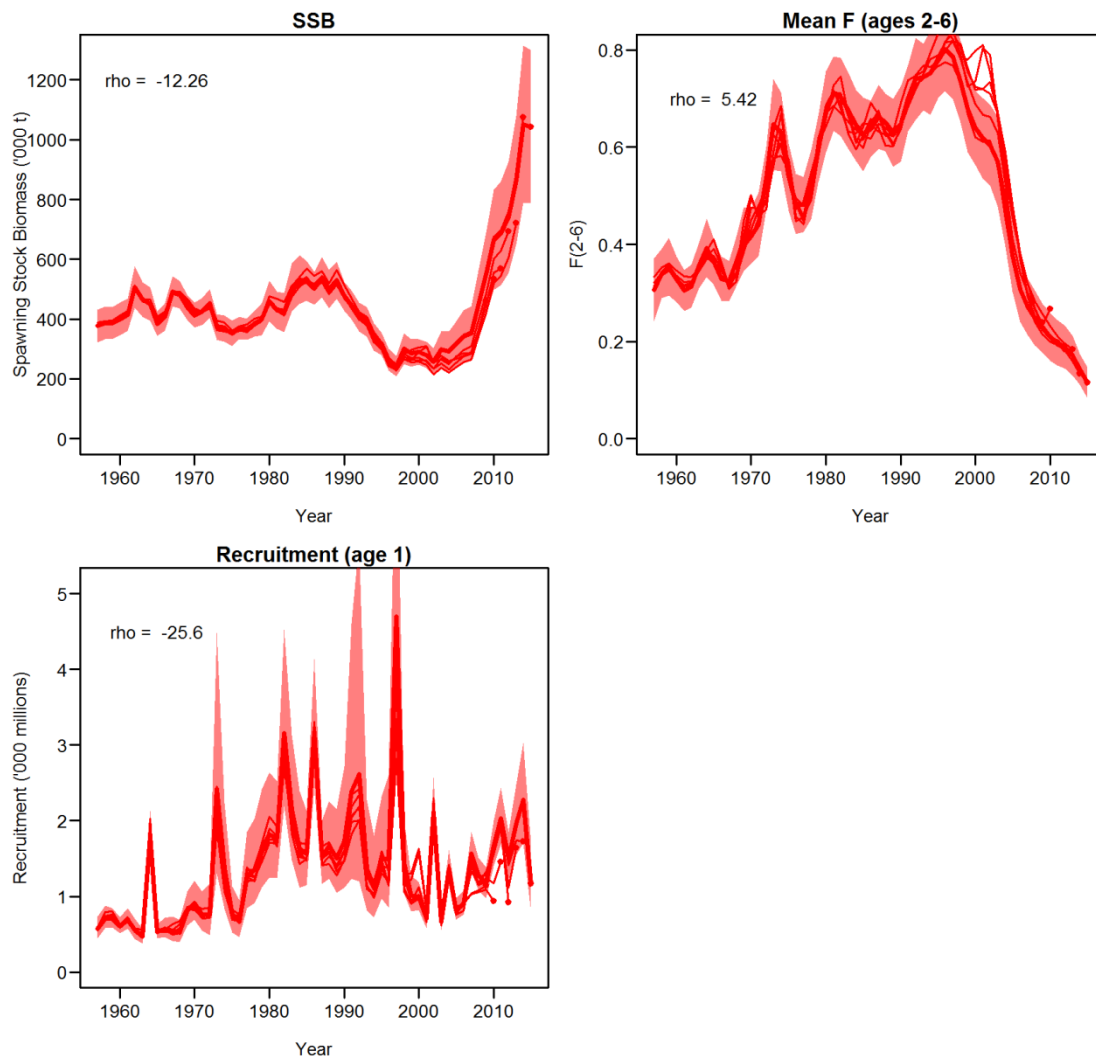 SSB
Spawning Stock Biomass ('000 t)
1200
1000
800
600
400
200
0
rho = -12.26
1960 1970 1980 1990 2000 2010
Year
Mean F (ages 2-6)
F(2-6)
0.8
0.6
0.4
0.2
0.0
rho = 5.42
1960 1970 1980 1990 2000 2010
Year
Recruitment (age 1)
Recruitment ('000 millions)
5
4
3
2
1
0
rho = -25.6
1960 1970 1980 1990 2000 2010
Year